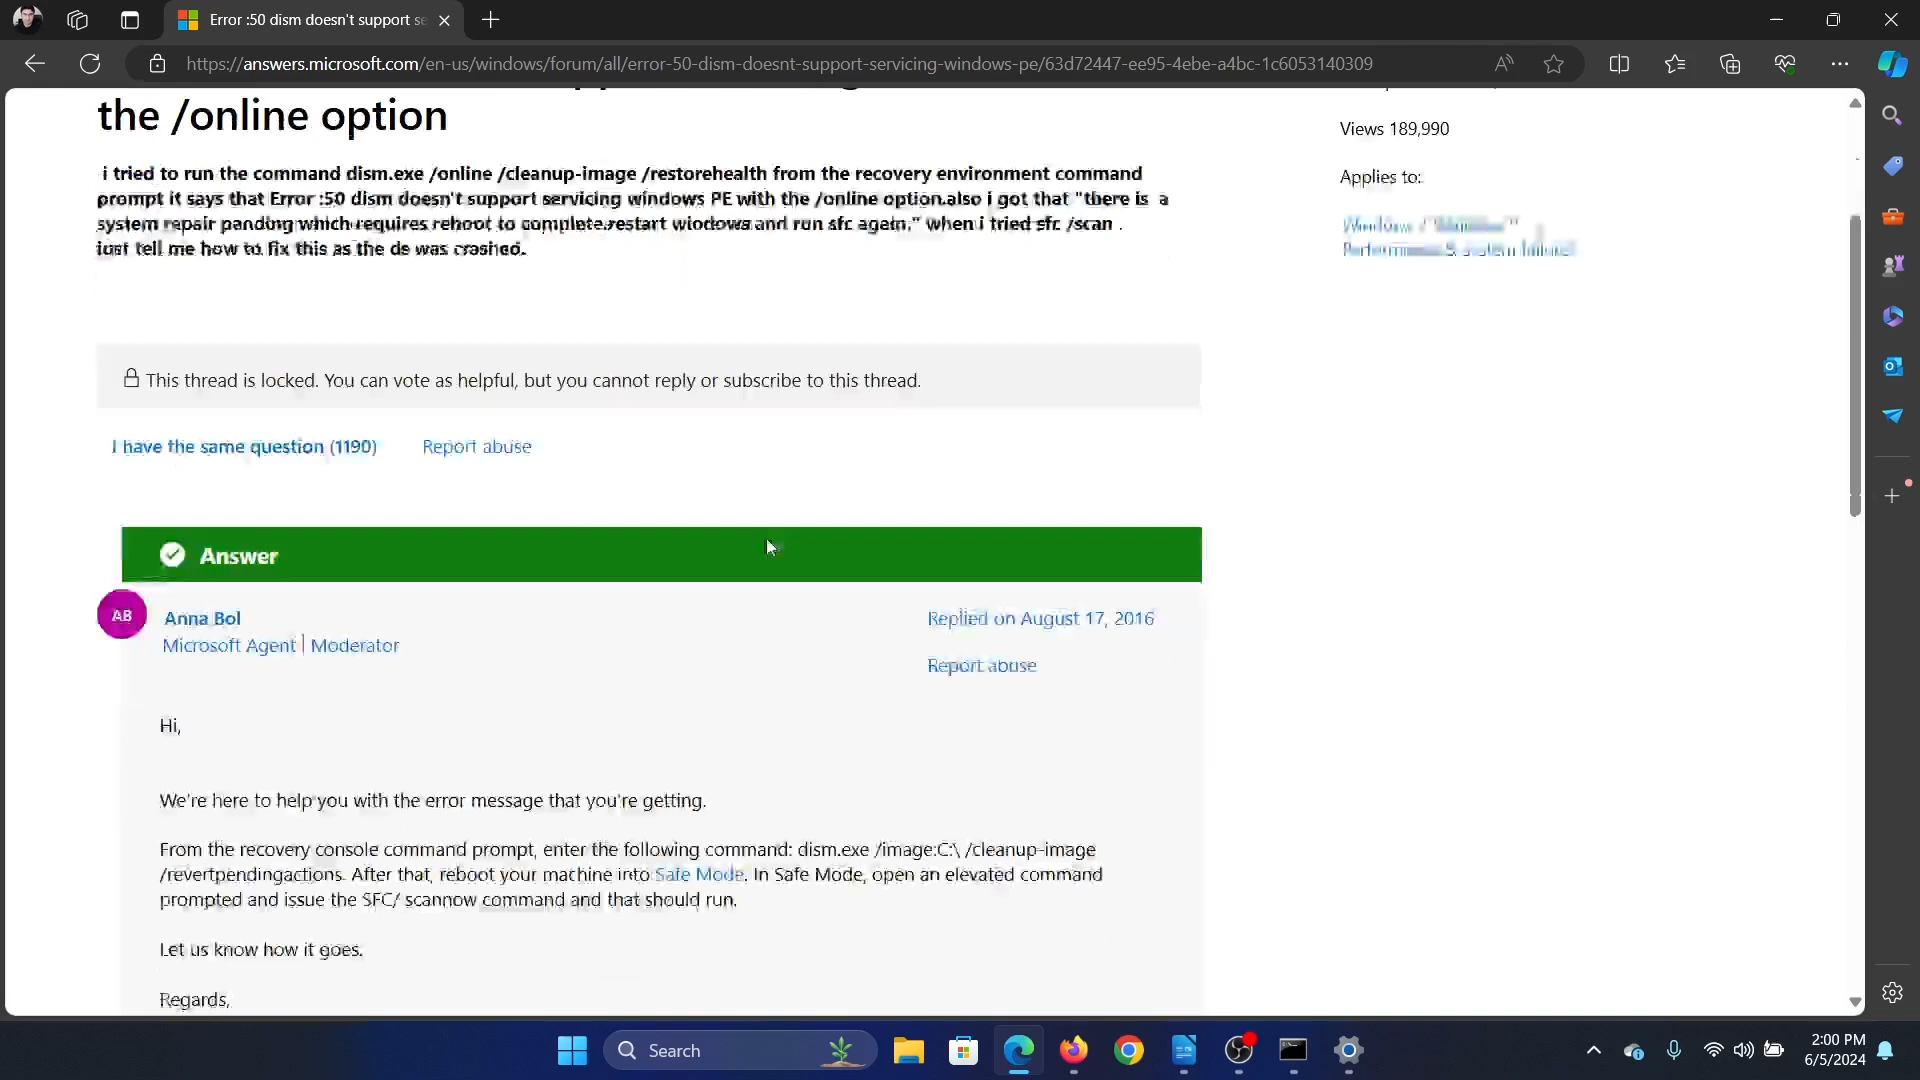 Error :50 dism doesn't support se
https://answers.microsoft.com/en-us/windows/forum/all/error-50-dism-doesnt-support-servicing-windows-pe/63d72447-ee95-4ebe-a4bc-1c6053140309
the /online option
i tried to run the command dism.exe /online /cleanup-image /restorehealth from the recovery environment command
prompt it says that Error :50 dism doesn't support servicing windows PE with the /online option.also i got that "there is a
system repair panding which requires reboot to complete.restart wiodows and run sfc again." when i tried sfc /scan .
just tell me how to fix this as the ds was crashed.
Views 189,990
Applies to:
Windows /
Performance & system failures
This thread is locked. You can vote as helpful, but you cannot reply or subscribe to this thread.
I have the same question (1190) Report abuse
Answer
AB
Anna Bol
Microsoft Agent | Moderator
Replied on August 17, 2016
Report abuse
Hi,
We're here to help you with the error message that you're getting.
From the recovery console command prompt, enter the following command: dism.exe /image:C:\ /cleanup-image
/revertpendingactions. After that, reboot your machine into Safe Mode. In Safe Mode, open an elevated command
prompted and issue the SFC/ scannow command and that should run.
Let us know how it goes.
Regards,
Search
2:00 PM
6/5/2024